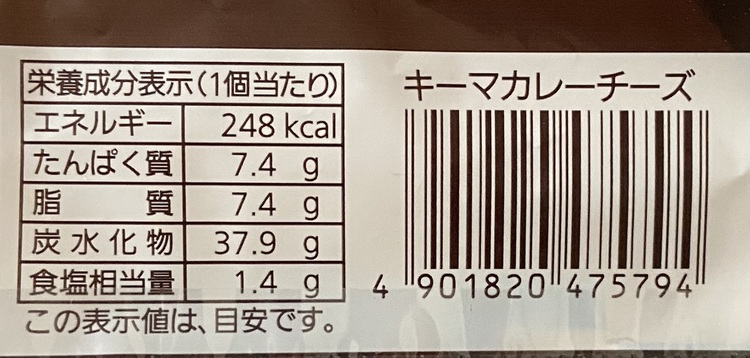 栄養成分表示(1個当たり)
エネルギー 248 kcal
たんぱく質 7.4 g
脂質 7.4 g
炭水化物 37.9 g
食塩相当量 1.4 g
この表示値は、目安です。
キーマカレーチーズ
4 901820 475794